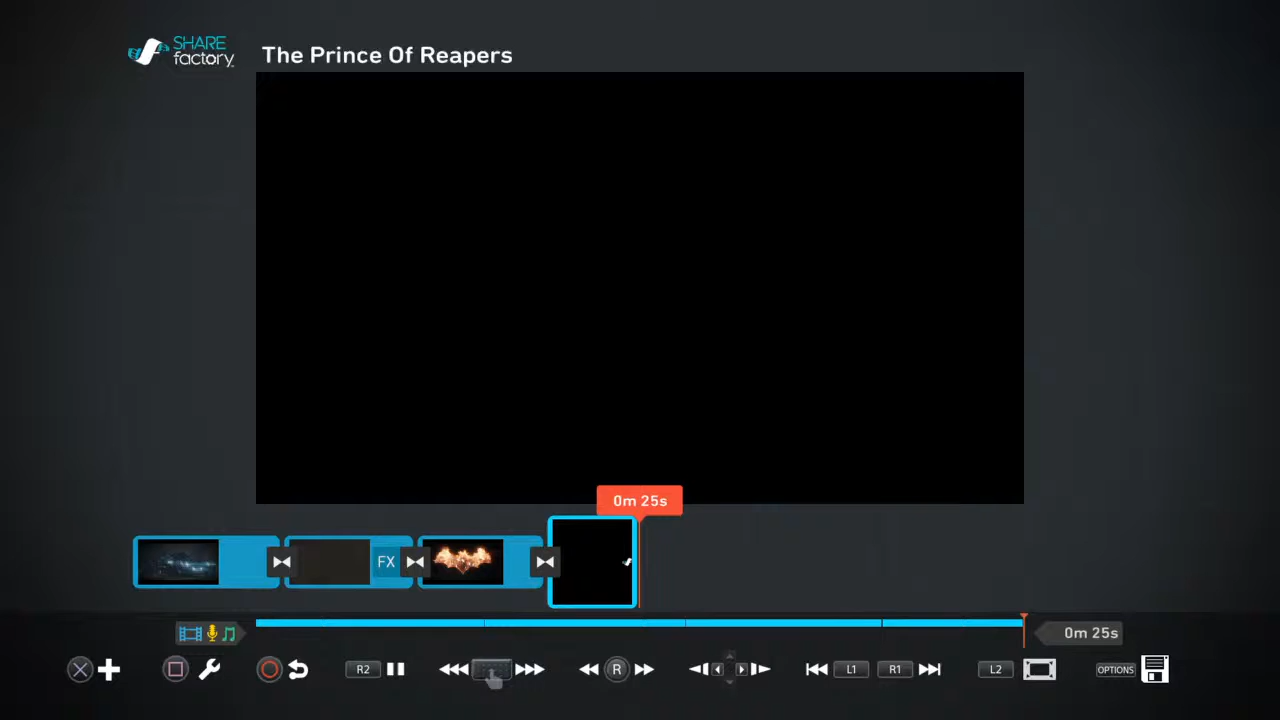 SHARE
factory
The Prince Of Reapers
0m 25s
FX
0m 25s
R2
R
L1
R1
L2
OPTIONS